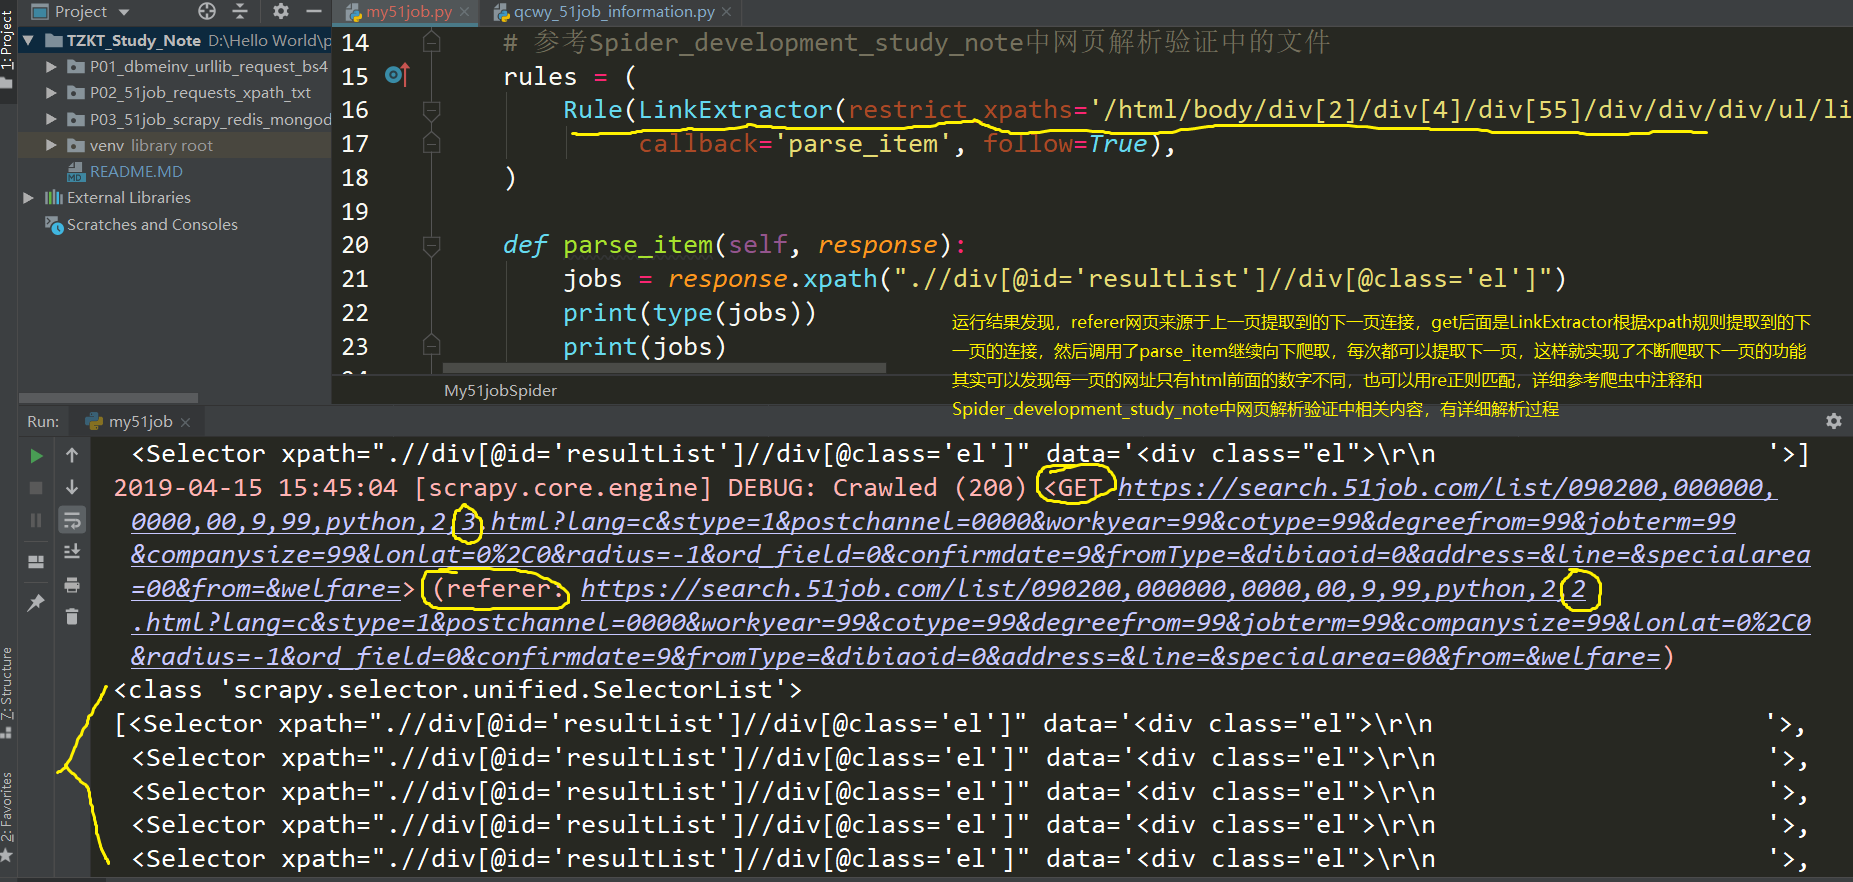 Project
my51job.py
qcwy_51job_information.py
1: Project
TZKT_Study_Note D:\Hello World\p
P01_dbmeinv_urllib_request_bs4
P02_51job_requests_xpath_txt
P03_51job_scrapy_redis_mongod
venv library root
README.MD
External Libraries
Scratches and Consoles
14 # 参考Spider_development_study_note中网页解析验证中的文件
15 rules = (
16 Rule(LinkExtractor(restrict_xpaths='/html/body/div[2]/div[4]/div[55]/div/div/div/ul/li
17 callback='parse_item', follow=True),
18 )
19
20 def parse_item(self, response):
21 jobs = response.xpath(".//div[@id='resultList']//div[@class='el']")
22 print(type(jobs))
23 print(jobs)
运行结果发现，referer网页来源于上一页提取到的下一页连接，get后面是LinkExtractor根据xpath规则提取到的下
一页的连接，然后调用了parse_item继续向下爬取，每次都可以提取下一页，这样就实现了不断爬取下一页的功能
其实可以发现每一页的网址只有html前面的数字不同，也可以用re正则匹配，详细参考爬虫中注释和
Spider_development_study_note中网页解析验证中相关内容，有详细解析过程
My51jobSpider
Run: my51job
<Selector xpath=".//div[@id='resultList']//div[@class='el']" data='<div class="el">\r\n '>]
2019-04-15 15:45:04 [scrapy.core.engine] DEBUG: Crawled (200) <GET https://search.51job.com/list/090200,000000,
0000,00,9,99,python,2,3.html?lang=c&stype=1&postchannel=0000&workyear=99&cotype=99&degreefrom=99&jobterm=99
&companysize=99&lonlat=0%2C0&radius=-1&ord_field=0&confirmdate=9&fromType=&dibiaoid=0&address=&line=&specialarea
=00&from=&welfare=> (referer: https://search.51job.com/list/090200,000000,0000,00,9,99,python,2,2
.html?lang=c&stype=1&postchannel=0000&workyear=99&cotype=99&degreefrom=99&jobterm=99&companysize=99&lonlat=0%2C0
&radius=-1&ord_field=0&confirmdate=9&fromType=&dibiaoid=0&address=&line=&specialarea=00&from=&welfare=)
<class 'scrapy.selector.unified.SelectorList'>
[<Selector xpath=".//div[@id='resultList']//div[@class='el']" data='<div class="el">\r\n '>,
<Selector xpath=".//div[@id='resultList']//div[@class='el']" data='<div class="el">\r\n '>,
<Selector xpath=".//div[@id='resultList']//div[@class='el']" data='<div class="el">\r\n '>,
<Selector xpath=".//div[@id='resultList']//div[@class='el']" data='<div class="el">\r\n '>,
<Selector xpath=".//div[@id='resultList']//div[@class='el']" data='<div class="el">\r\n '>,
7: Structure
2: Favorites